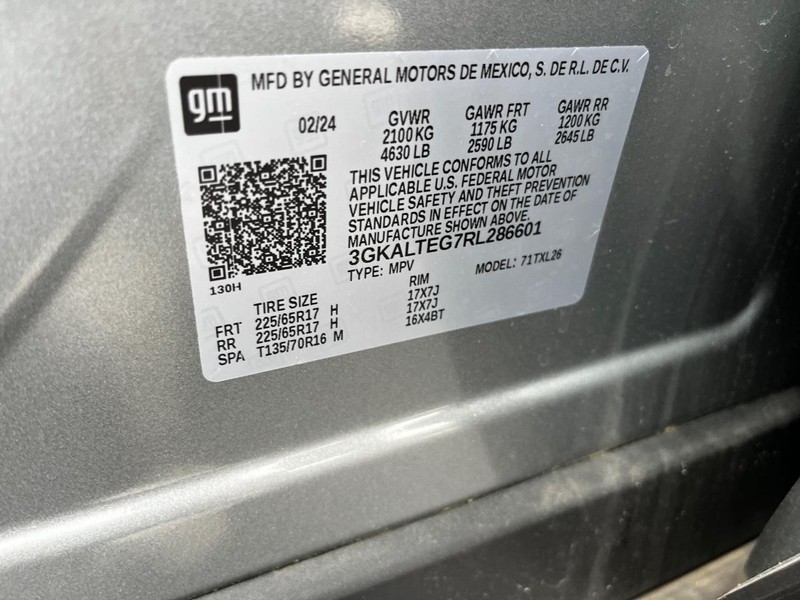 gm
MFD BY GENERAL MOTORS DE MEXICO, S. DE R.L. DE C.V.
02/24
GVWR GAWR FRT GAWR RR
2100 KG 1175 KG 1200 KG
4630 LB 2590 LB 2645 LB
THIS VEHICLE CONFORMS TO ALL
APPLICABLE U.S. FEDERAL MOTOR
VEHICLE SAFETY AND THEFT PREVENTION
STANDARDS IN EFFECT ON THE DATE OF
MANUFACTURE SHOWN ABOVE.
3GKALTEG7RL286601
TYPE: MPV MODEL: 71TXL26
130H
TIRE SIZE RIM
FRT 225/65R17 H 17X7J
RR 225/65R17 H 17X7J
SPA T135/70R16 M 16X4BT